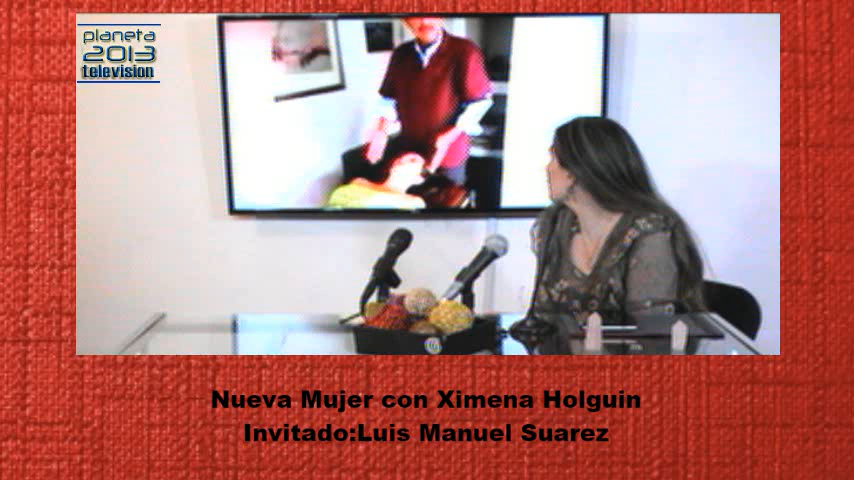 planeta
2013
television
Nueva Mujer con Ximena Holguin
Invitado:Luis Manuel Suarez